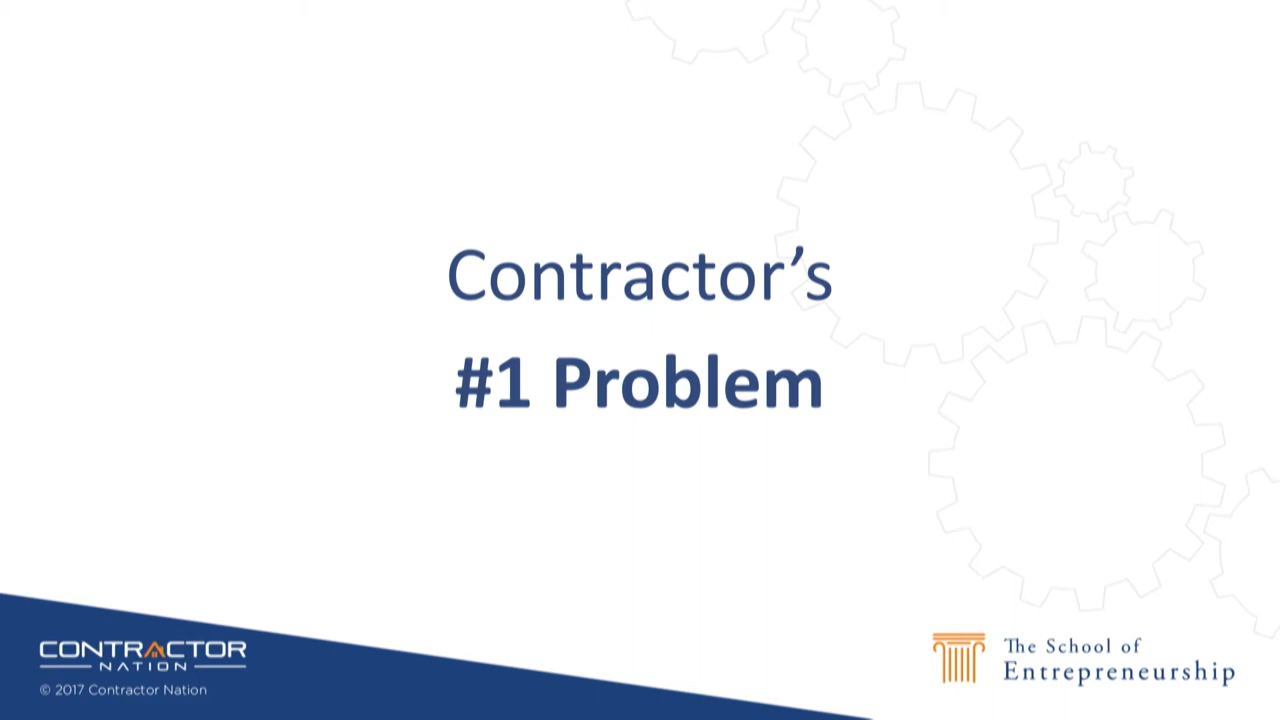 Contractor’s
#1 Problem
CONTRACTOR
NATION
© 2017 Contractor Nation
The School of
Entrepreneurship